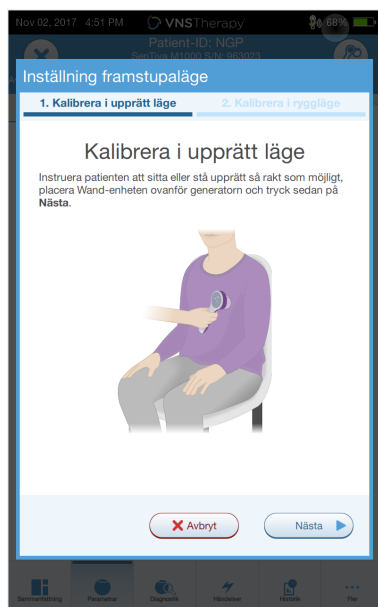 Nov 02, 2017 4:51 PM VNSTherapy 68%
Patient-ID: NGP
SenTiva M1000 S/N: 963023
Inställning framstupaläge
1. Kalibrera i upprätt läge 2. Kalibrera i ryggläge
Kalibrera i upprätt läge
Instruera patienten att sitta eller stå upprätt så rakt som möjligt,
placera Wand-enheten ovanför generatorn och tryck sedan på
Nästa.
Avbryt Nästa
Sammanfattning Parametrar Diagnostik Händelser Historik Fler